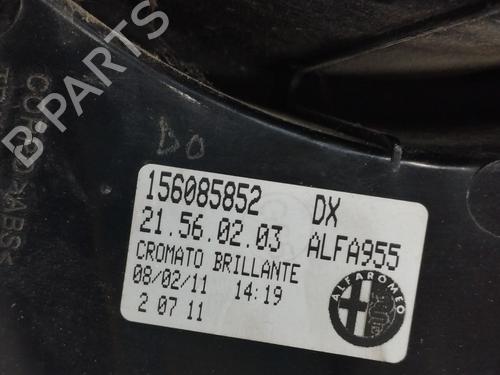 156085852 DX
21.56.02.03 ALFA955
CROMATO BRILLANTE
08/02/11 14:19
2 07 11
ALFA ROMEO
B-PARTS